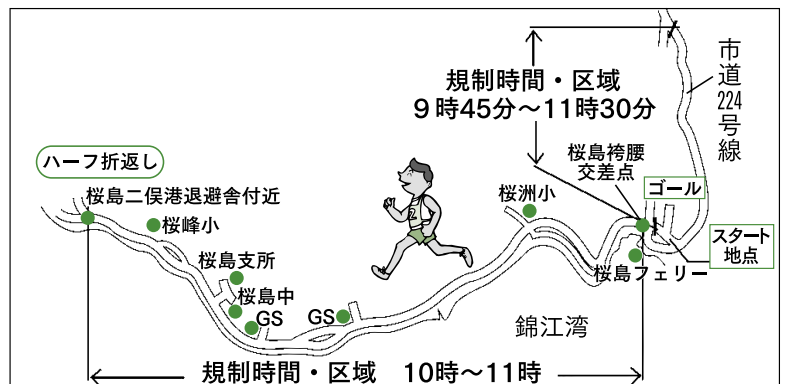 規制時間・区域
9時45分〜11時30分
市道224号線
ハーフ折返し
桜島二俣港退避舎付近
桜峰小
桜島支所
桜島中
GS
GS
2
桜洲小
桜島袴腰
交差点
ゴール
スタート
地点
桜島フェリー
錦江湾
規制時間・区域 10時〜11時